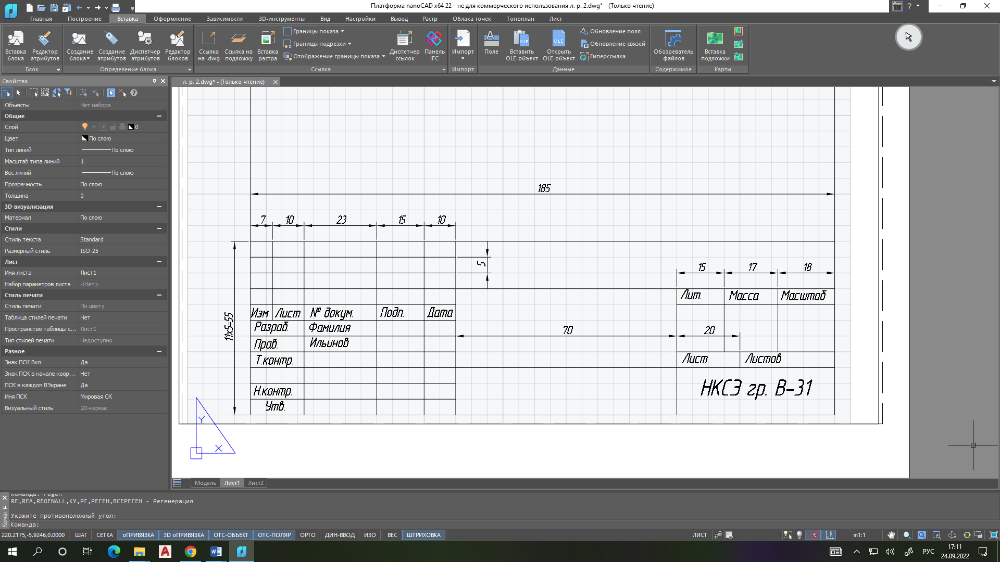 Платформа nanoCAD x64 22 - не для коммерческого использования л. р. 2.dwg* - (Только чтение)
Главная Построение Вставка Оформление Зависимости 3D-инструменты Вид Настройки Вывод Растр Облака точек Топоплан Лист
Вставка блока
Редактор атрибутов
Блок
Создание блока
Создание атрибутов
Диспетчер атрибутов
Редактор блоков
Определение блока
Ссылка на .dwg
Ссылка на подложку
Вставка растра
Границы показа
Границы подрезки
Отображение границы показа
Диспетчер ссылок
Панель IFC
Ссылка
Импорт
Импорт
Поле
OLE
Вставить OLE-объект
OLE
Открыть OLE-объект
Обновление поля
Обновление связей
Гиперссылка
Данные
Обозреватель файлов
Содержимое
Вставка подложки
Карты
Свойства
Объекты Нет набора
Общие
Слой 0
Цвет По слою
Тип линий По слою
Масштаб типа линий 1
Вес линий По слою
Прозрачность По слою
Толщина 0
3D-визуализация
Материал По слою
Стили
Стиль текста Standard
Размерный стиль ISO-25
Лист
Имя листа Лист1
Набор параметров листа <Нет>
Стиль печати
Стиль печати По цвету
Таблица стилей печати Нет
Пространство таблицы с... Лист1
Тип стилей печати Недоступно
Разное
Знак ПСК Вкл Да
Знак ПСК в начале коор... Нет
ПСК в каждом ВЭкране Да
Имя ПСК Мировая СК
Визуальный стиль 2D-каркас
л. р. 2.dwg* - (Только чтение)
185
7 10 23 15 10
5
15 17 18
Лит. Масса Масштаб
11x5=55
Изм Лист № докум. Подп. Дата
Разраб. Фамилия
70 20
Прав. Ильинов
Т.контр.
Лист Листов
НКСЭ гр. В-31
Н.контр.
Утв.
Y
X
Модель Лист1 Лист2
Команда: regen
RE,REA,REGENALL,КУ,РГ,РЕГЕН,ВСЕРЕГЕН - Регенерация
Укажите противоположный угол:
Команда:
220.2175,-5.9246,0.0000 ШАГ СЕТКА оПРИВЯЗКА 3D оПРИВЯЗКА ОТС-ОБЪЕКТ ОТС-ПОЛЯР ОРТО ДИН-ВВОД ИЗО ВЕС ШТРИХОВКА ЛИСТ m1:1
РУС
17:11
24.09.2022